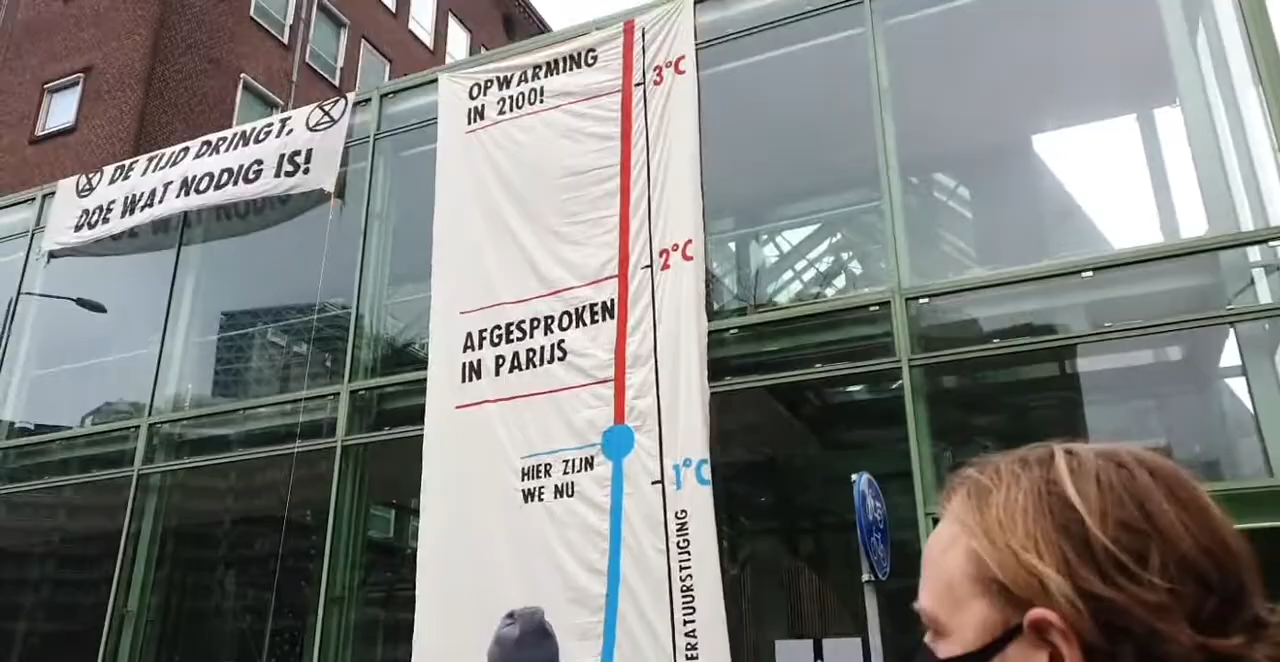 DE TIJD DRINGT,
DOE WAT NODIG IS!
OPWARMING
IN 2100!
3°C
2°C
AFGESPROKEN
IN PARIJS
HIER ZIJN
WE NU
1°C
ERATUURSTIJGING